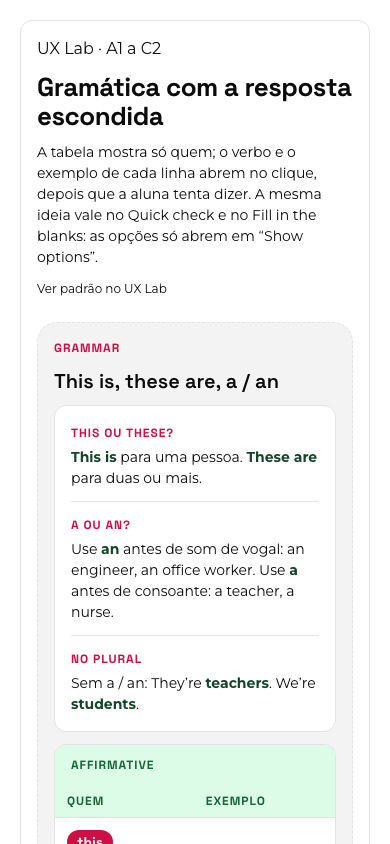 UX Lab · A1 a C2
Gramática com a resposta
escondida
A tabela mostra só quem; o verbo e o
exemplo de cada linha abrem no clique,
depois que a aluna tenta dizer. A mesma
ideia vale no Quick check e no Fill in the
blanks: as opções só abrem em “Show
options”.
Ver padrão no UX Lab
GRAMMAR
This is, these are, a / an
THIS OU THESE?
This is para uma pessoa. These are
para duas ou mais.
A OU AN?
Use an antes de som de vogal: an
engineer, an office worker. Use a
antes de consoante: a teacher, a
nurse.
NO PLURAL
Sem a / an: They’re teachers. We’re
students.
AFFIRMATIVE
QUEM EXEMPLO
this